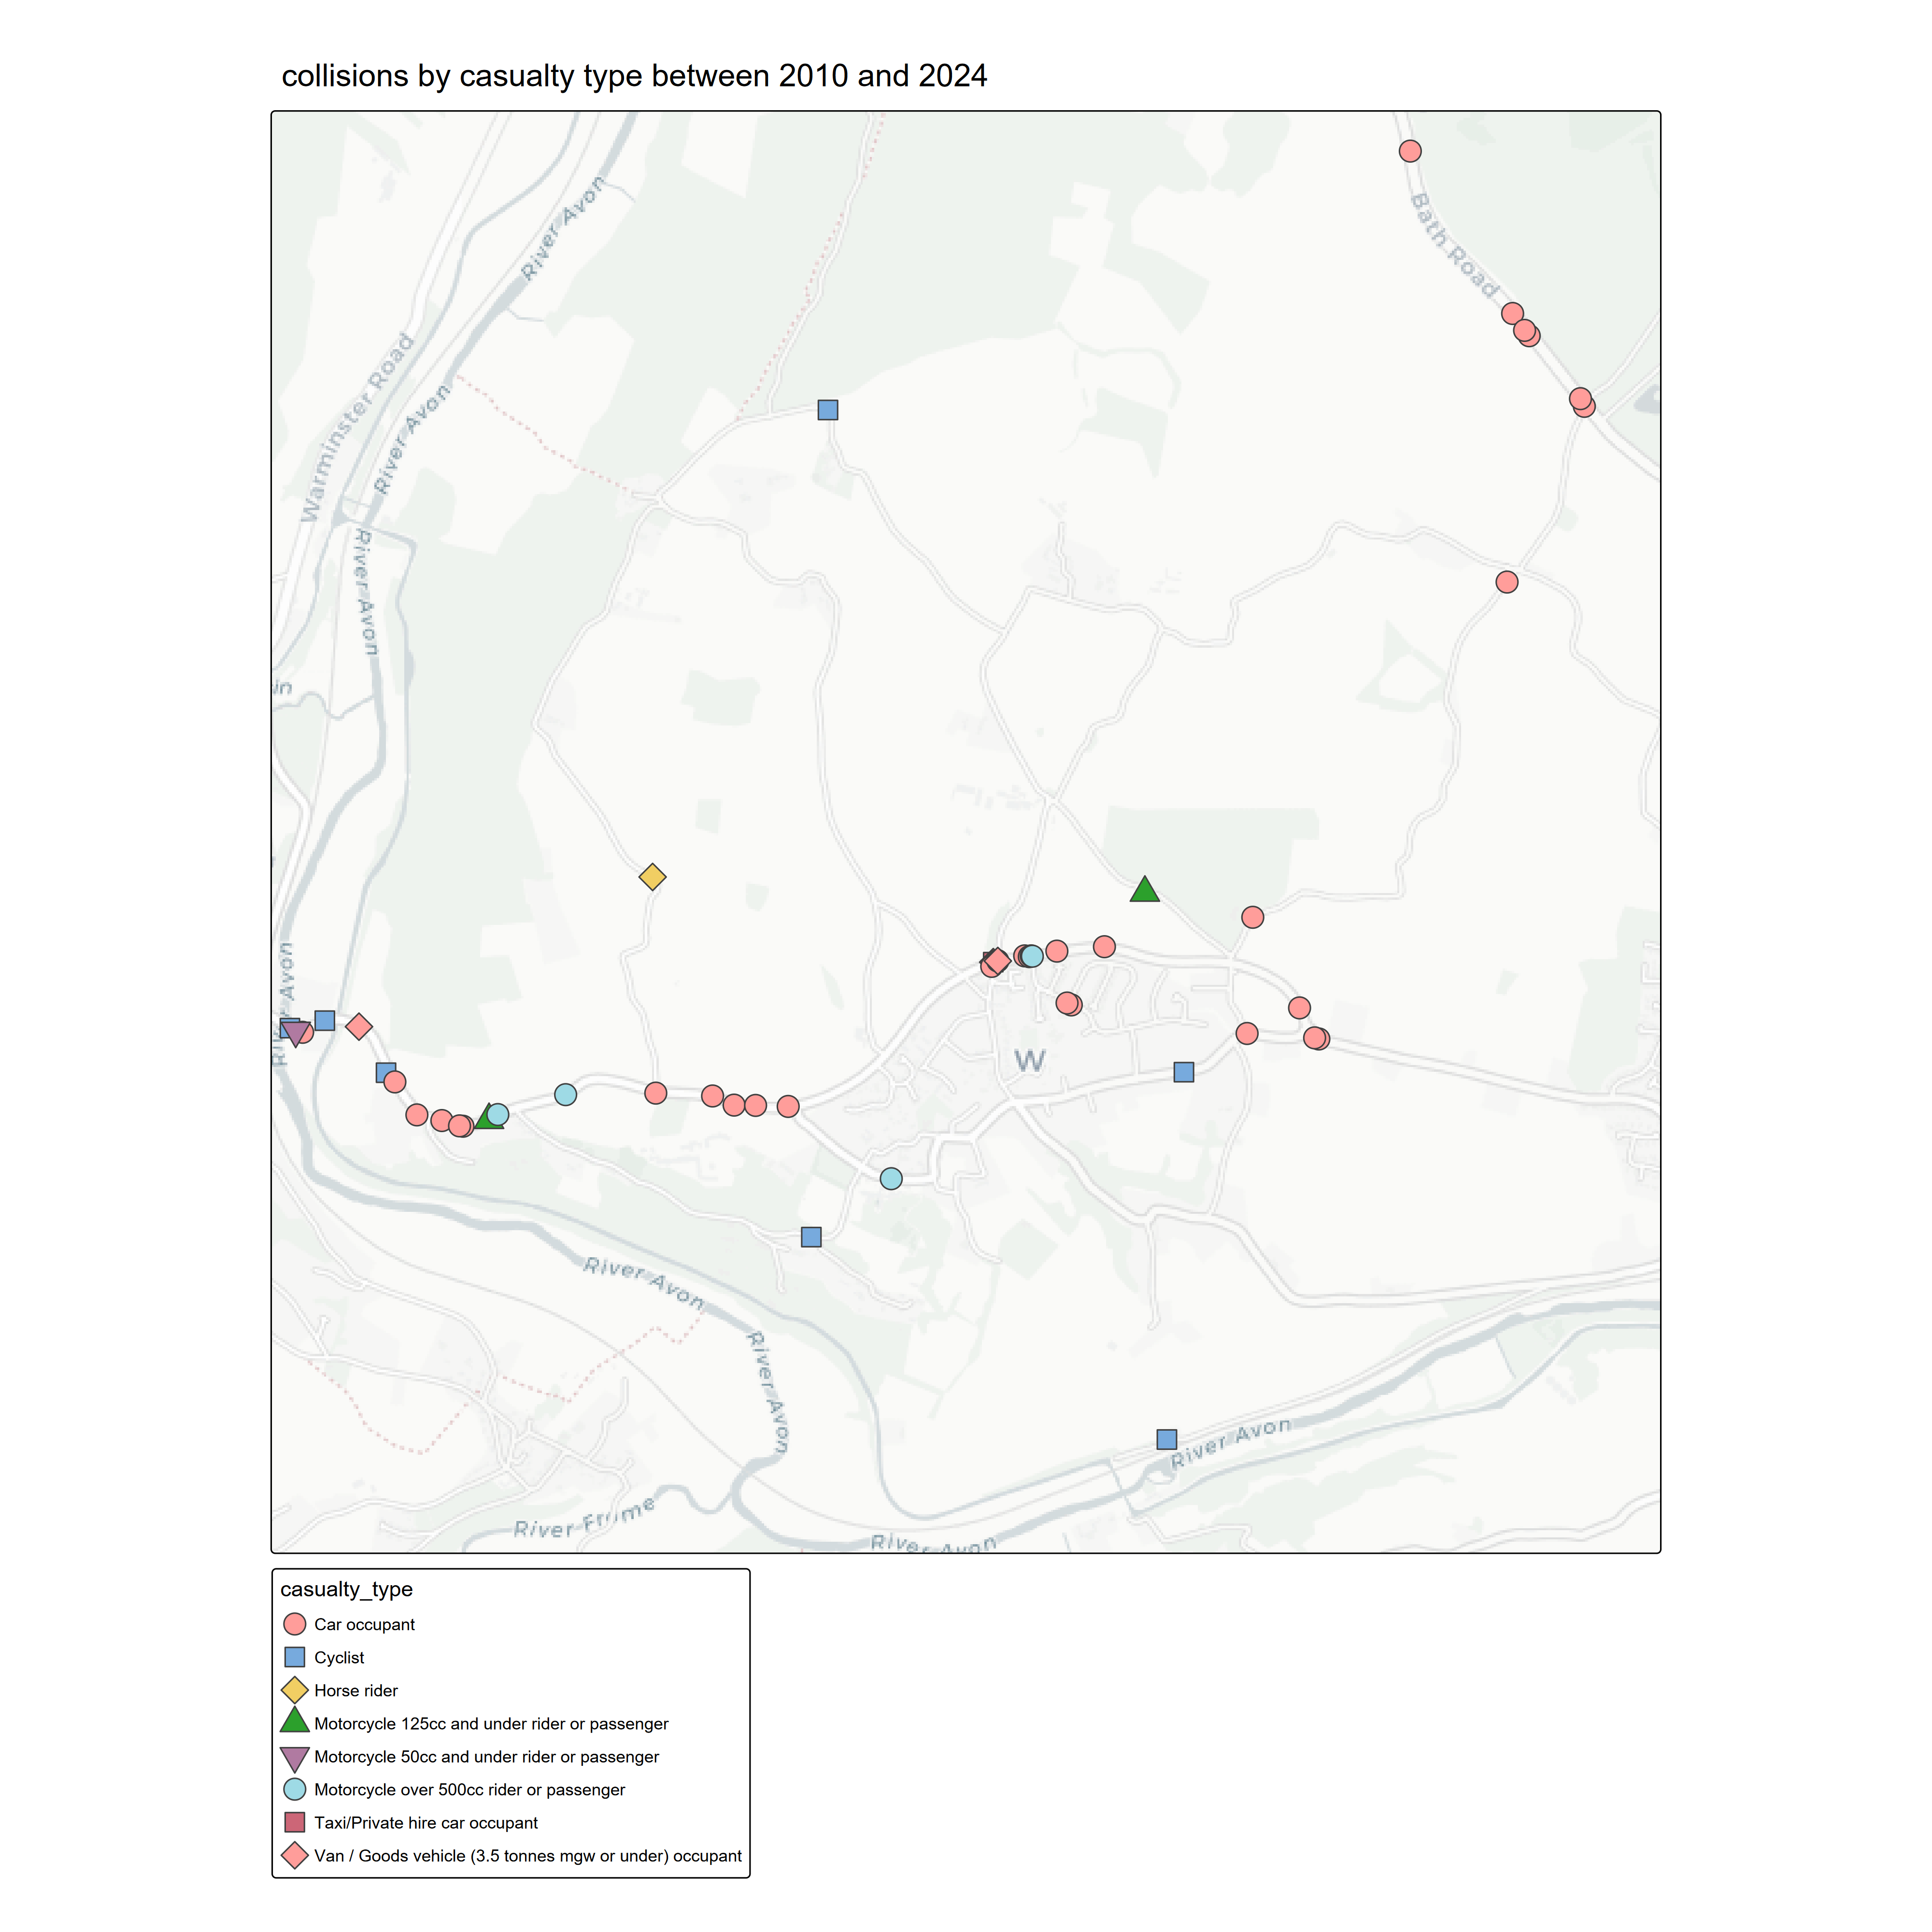 collisions by casualty type between 2010 and 2024
River Avon
Bath Road
Warminster Road
River Avon
River Avon
in
River Avon
River Avon
W
River Avon
River Avon
River Avon
River Frome
River Avon
casualty_type
Car occupant
Cyclist
Horse rider
Motorcycle 125cc and under rider or passenger
Motorcycle 50cc and under rider or passenger
Motorcycle over 500cc rider or passenger
Taxi/Private hire car occupant
Van / Goods vehicle (3.5 tonnes mgw or under) occupant